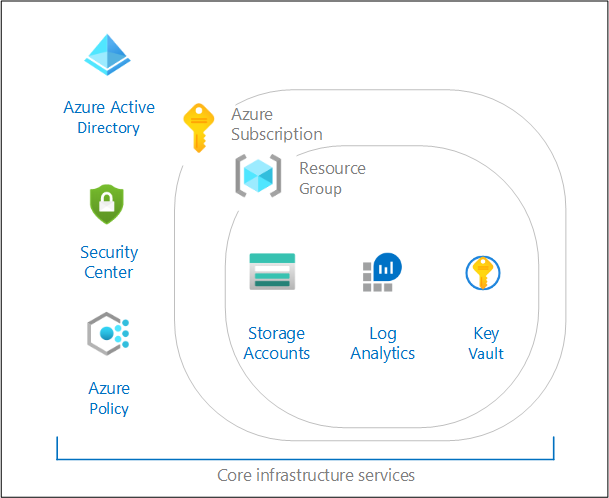 Azure Active
Directory
Azure
Subscription
Resource
Group
Security
Center
Storage
Accounts
Log
Analytics
Key
Vault
Azure
Policy
Core infrastructure services